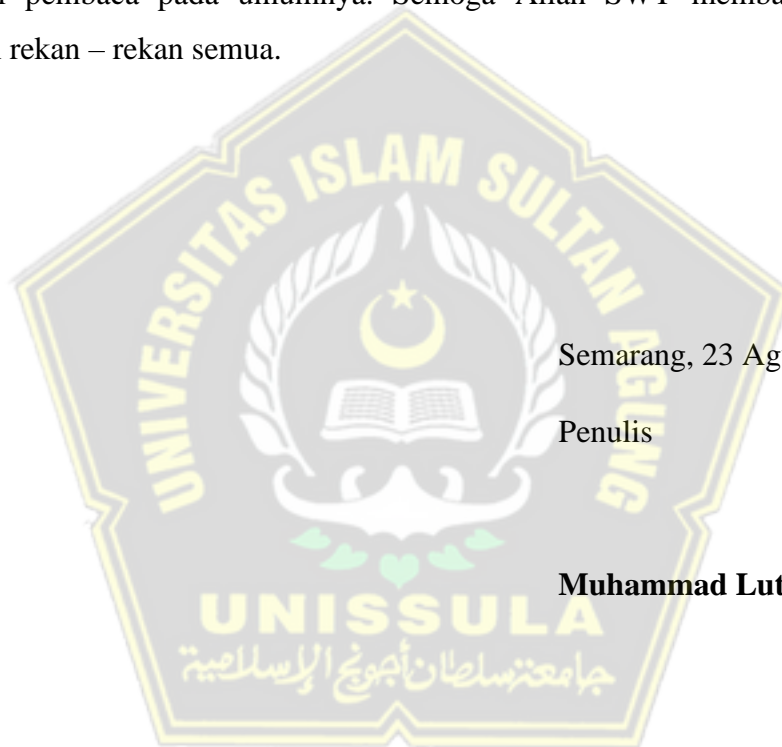 pembaca pada umumnya. Semoga Allah SWT memba
rekan – rekan semua.
UNIVERSITAS ISLAM SULTAN AGUNG
Semarang, 23 Ag
Penulis
Muhammad Lut
UNISSULA
جامعة سلطان أجونج الإسلامية